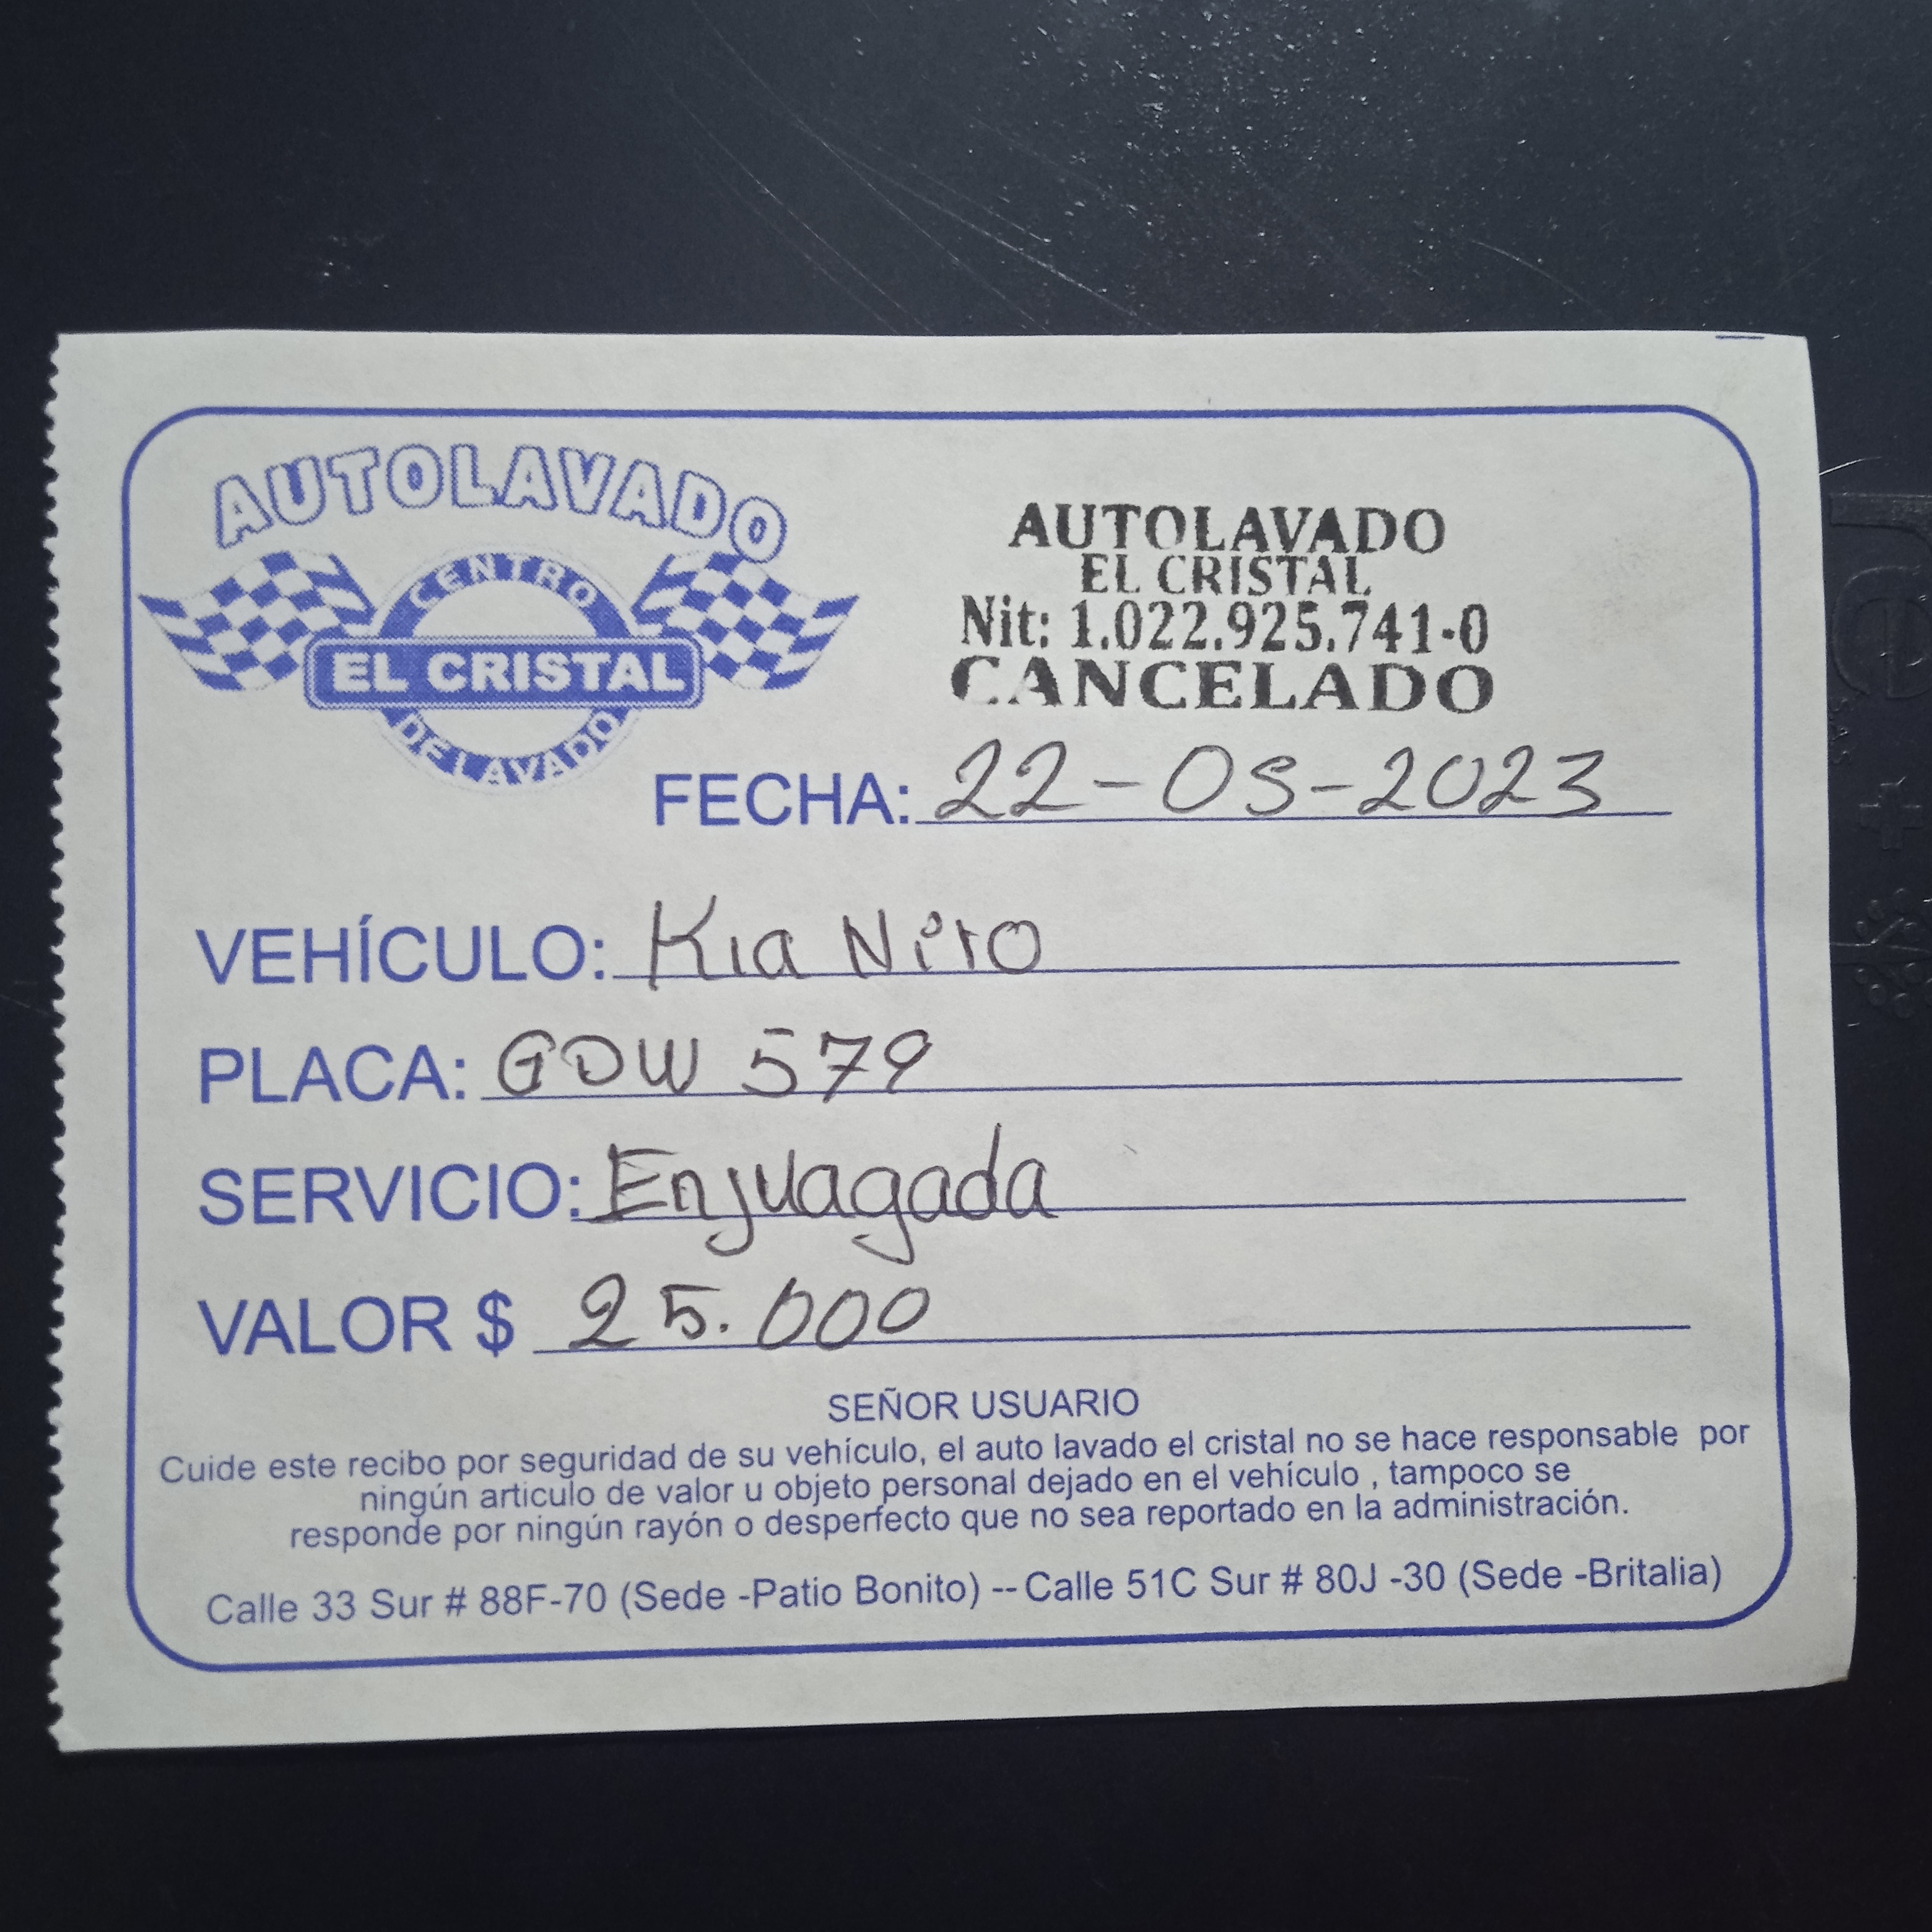 AUTOLAVADO
CENTRO
EL CRISTAL
DE LAVADO
AUTOLAVADO
EL CRISTAL
Nit: 1.022.925.741-0
CANCELADO
FECHA: 22-05-2023
VEHÍCULO: Kia Niro
PLACA: GDW 579
SERVICIO: Enjuagada
VALOR $ 25.000
SEÑOR USUARIO
Cuide este recibo por seguridad de su vehículo, el auto lavado el cristal no se hace responsable por
ningún articulo de valor u objeto personal dejado en el vehículo , tampoco se
responde por ningún rayón o desperfecto que no sea reportado en la administración.
Calle 33 Sur # 88F-70 (Sede -Patio Bonito) -- Calle 51C Sur # 80J -30 (Sede -Britalia)